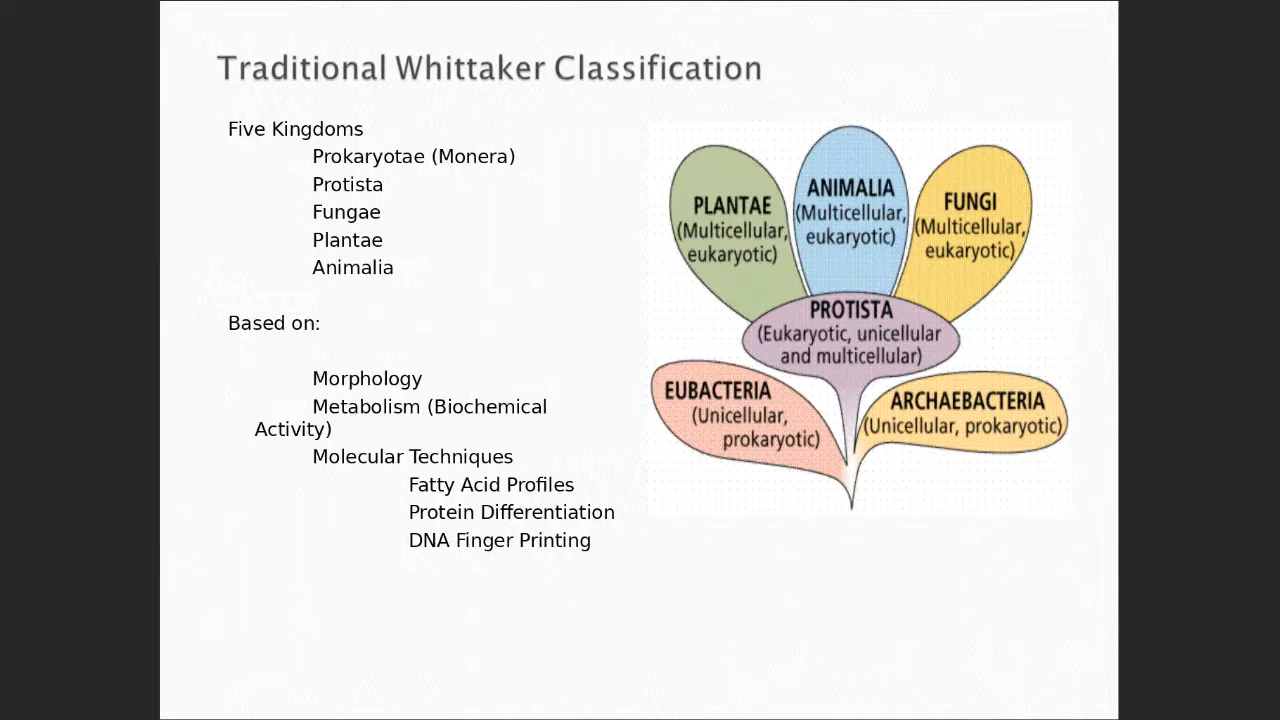 Traditional Whittaker Classification
Five Kingdoms
Prokaryotae (Monera)
Protista
Fungae
Plantae
Animalia
Based on:
Morphology
Metabolism (Biochemical
Activity)
Molecular Techniques
Fatty Acid Profiles
Protein Differentiation
DNA Finger Printing
PLANTAE
(Multicellular,
eukaryotic)
ANIMALIA
(Multicellular,
eukaryotic)
FUNGI
(Multicellular,
eukaryotic)
PROTISTA
(Eukaryotic, unicellular
and multicellular)
EUBACTERIA
(Unicellular,
prokaryotic)
ARCHAEBACTERIA
(Unicellular, prokaryotic)